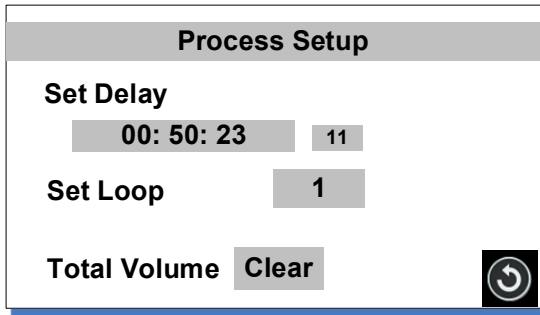 Process Setup
Set Delay
00: 50: 23 11
Set Loop 1
Total Volume Clear